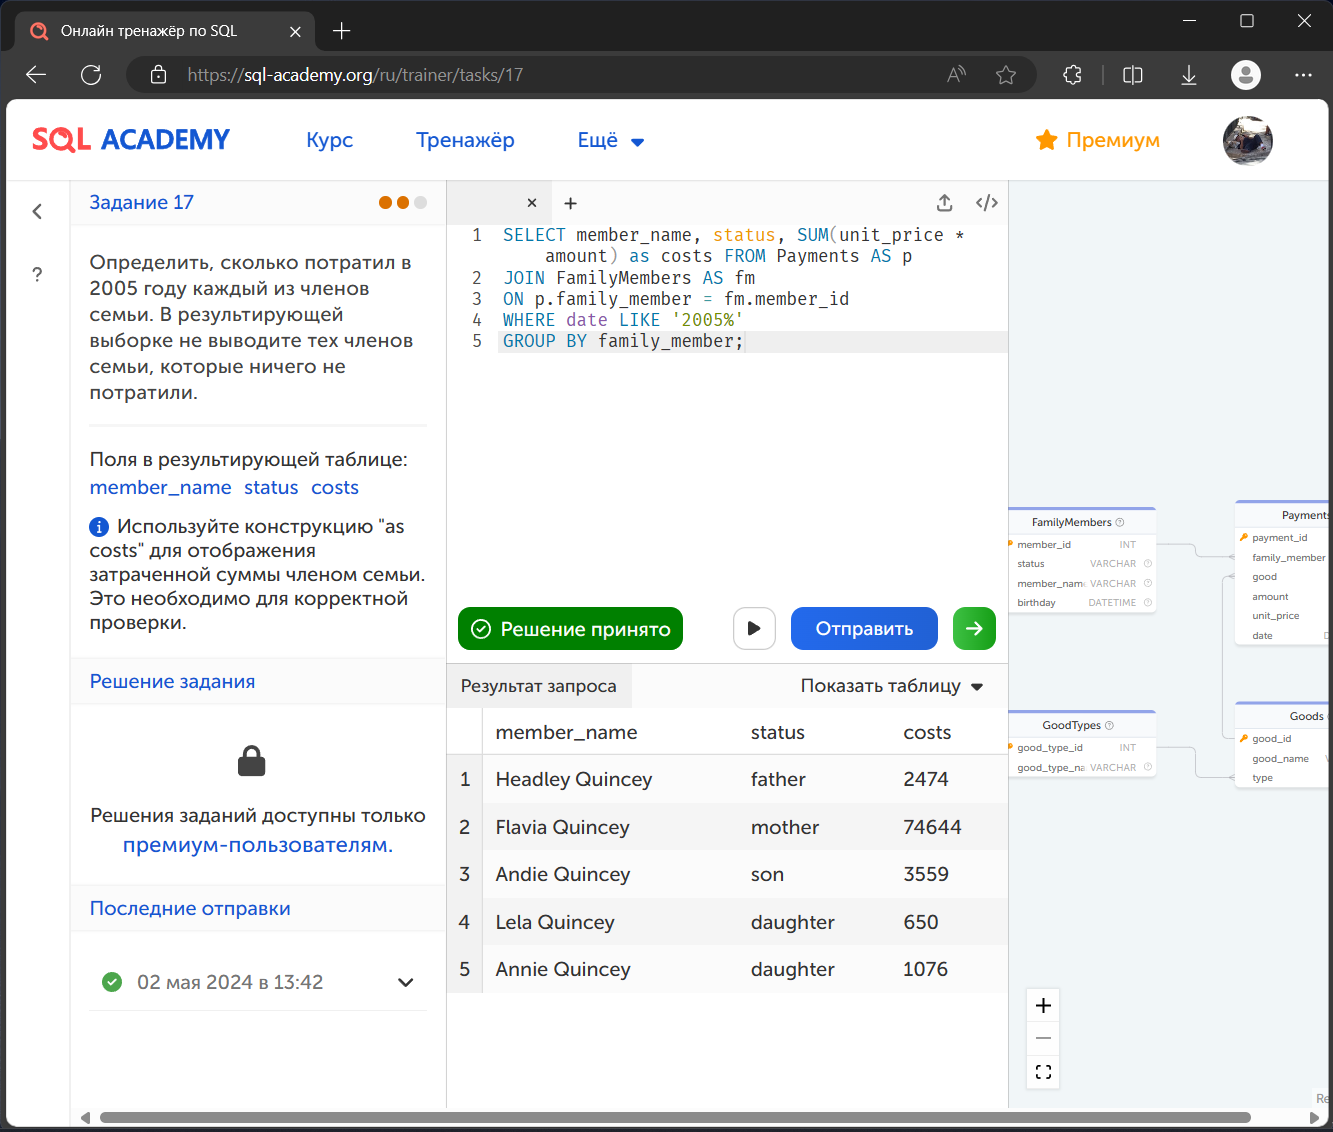 Онлайн тренажёр по SQL
https://sql-academy.org/ru/trainer/tasks/17
SQL ACADEMY
Курс
Тренажёр
Ещё
Премиум
Задание 17
Определить, сколько потратил в
2005 году каждый из членов
семьи. В результирующей
выборке не выводите тех членов
семьи, которые ничего не
потратили.
Поля в результирующей таблице:
member_name status costs
Используйте конструкцию "as
costs" для отображения
затраченной суммы членом семьи.
Это необходимо для корректной
проверки.
Решение задания
Решения заданий доступны только
премиум-пользователям.
Последние отправки
02 мая 2024 в 13:42
1 SELECT member_name, status, SUM(unit_price *
amount) as costs FROM Payments AS p
2 JOIN FamilyMembers AS fm
3 ON p.family_member = fm.member_id
4 WHERE date LIKE '2005%'
5 GROUP BY family_member;
Решение принято
Отправить
Результат запроса
Показать таблицу
member_name status costs
1 Headley Quincey father 2474
2 Flavia Quincey mother 74644
3 Andie Quincey son 3559
4 Lela Quincey daughter 650
5 Annie Quincey daughter 1076
FamilyMembers
member_id INT
status VARCHAR
member_name VARCHAR
birthday DATETIME
Payments
payment_id
family_member
good
amount
unit_price
date D
GoodTypes
good_type_id INT
good_type_na VARCHAR
Goods
good_id
good_name V
type
Re